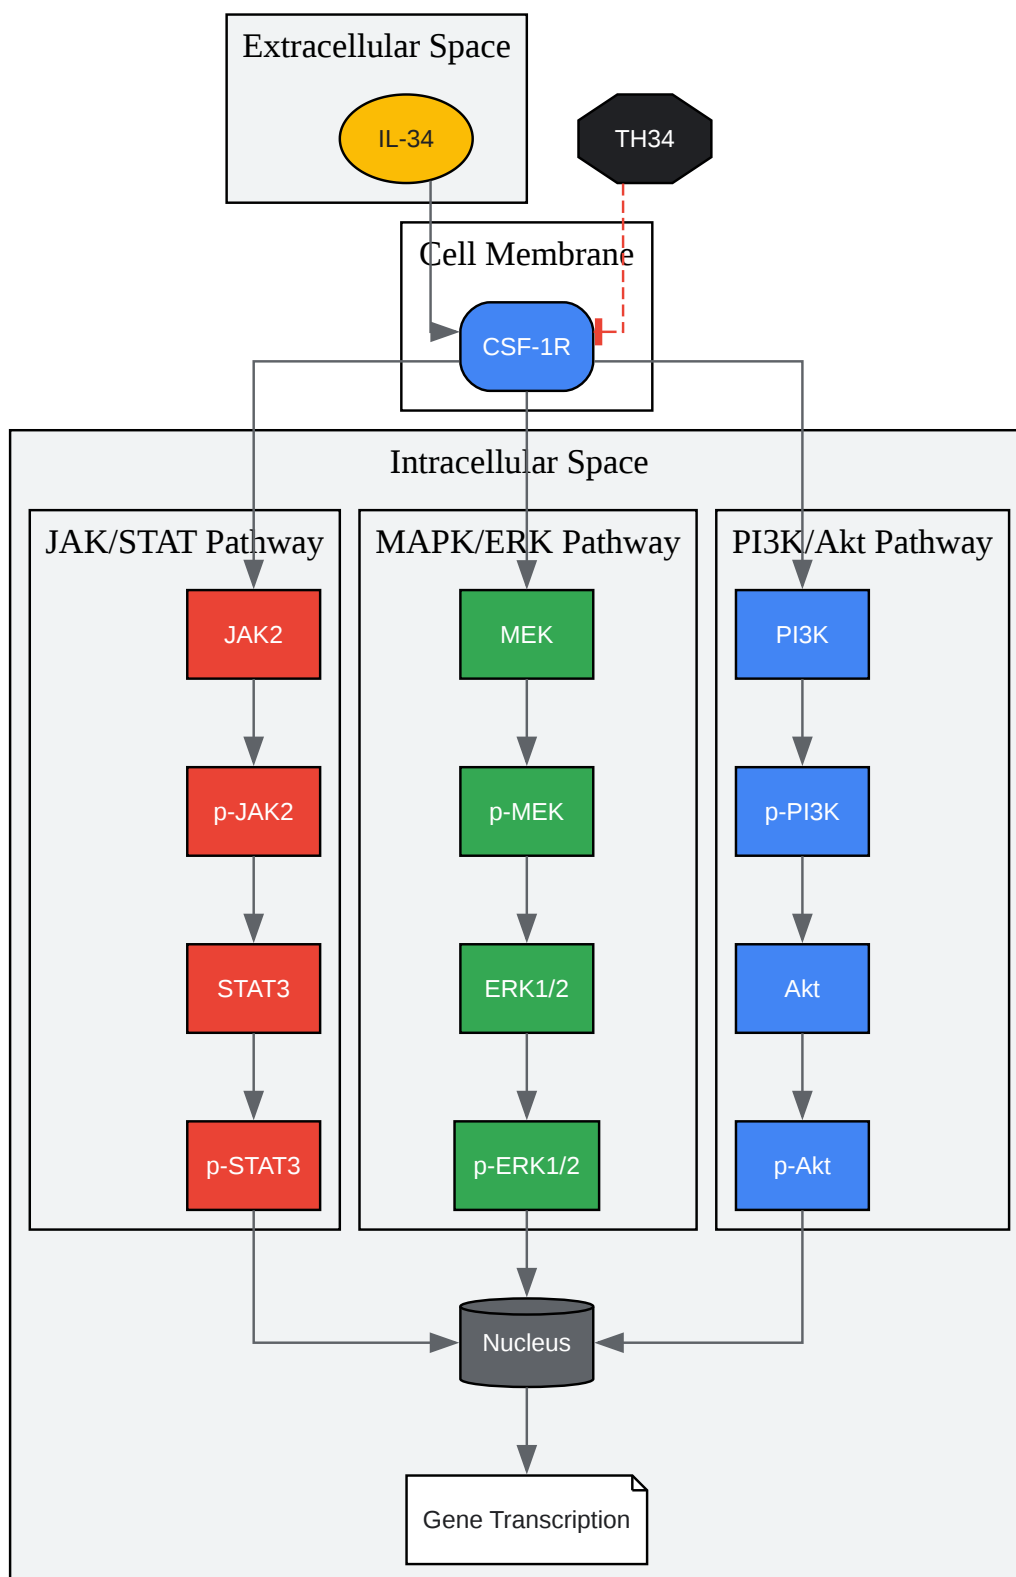 Extracellular Space
IL-34
TH34
Cell Membrane
CSF-1R
Intracellular Space
JAK/STAT Pathway
MAPK/ERK Pathway
PI3K/Akt Pathway
JAK2
MEK
PI3K
p-JAK2
p-MEK
p-PI3K
STAT3
ERK1/2
Akt
p-STAT3
p-ERK1/2
p-Akt
Nucleus
Gene Transcription